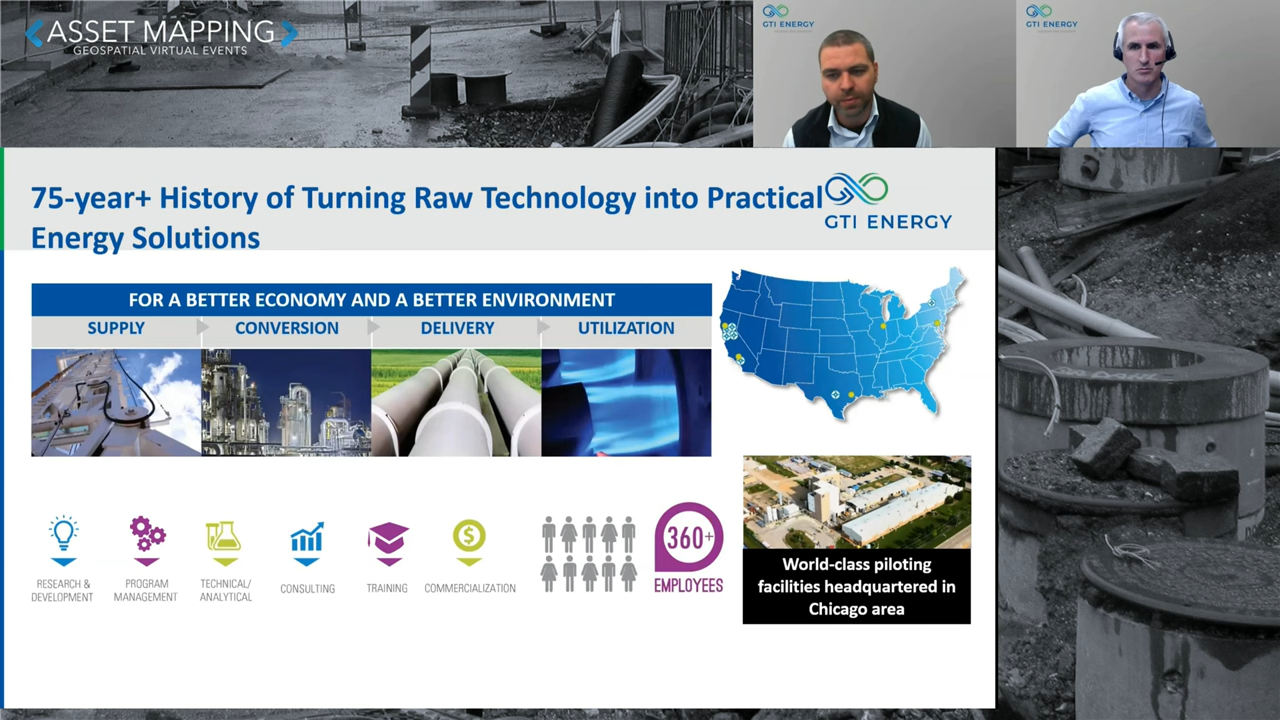 ASSET MAPPING
GEOSPATIAL VIRTUAL EVENTS
GTI ENERGY
GTI ENERGY
75-year+ History of Turning Raw Technology into Practical
Energy Solutions
GTI ENERGY
FOR A BETTER ECONOMY AND A BETTER ENVIRONMENT
SUPPLY
CONVERSION
DELIVERY
UTILIZATION
RESEARCH &
DEVELOPMENT
PROGRAM
MANAGEMENT
TECHNICAL/
ANALYTICAL
CONSULTING
TRAINING
$
COMMERCIALIZATION
360+
EMPLOYEES
World-class piloting
facilities headquartered in
Chicago area